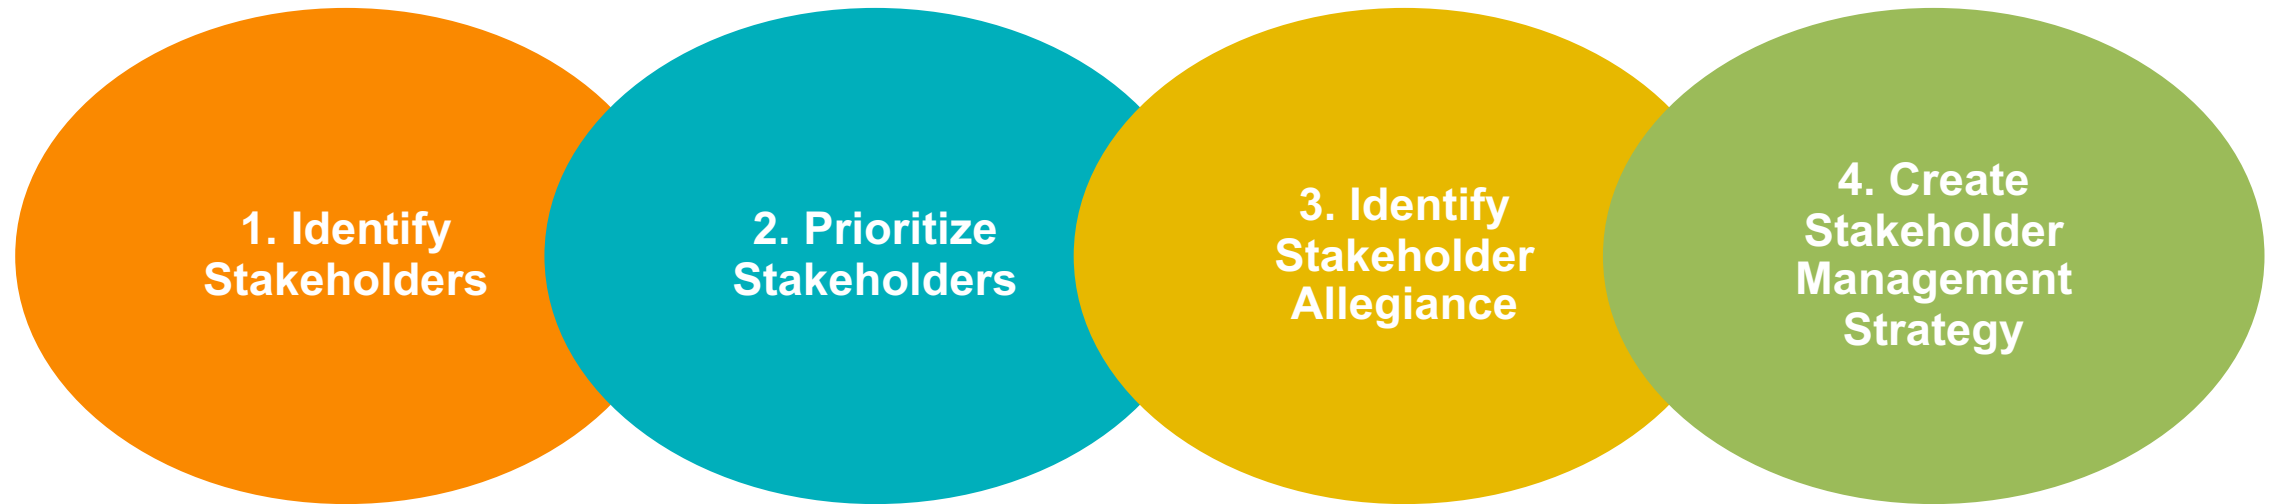 1. Identify
Stakeholders
2. Prioritize
Stakeholders
3. Identify
Stakeholder
Allegiance
4. Create
Stakeholder
Management
Strategy